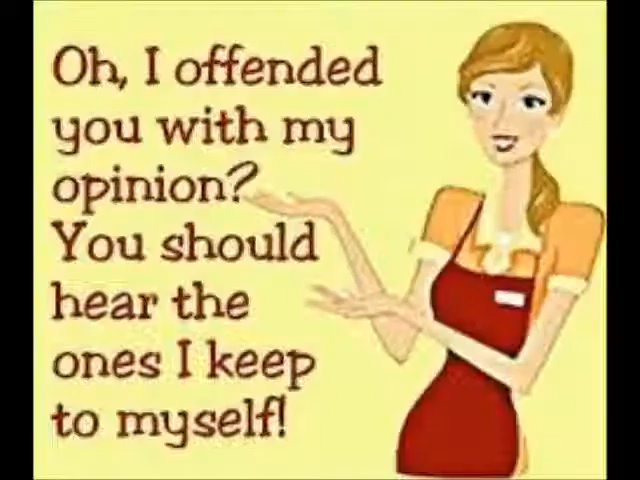 Oh, I offended
you with my
opinion?
You should
hear the
ones I keep
to myself!